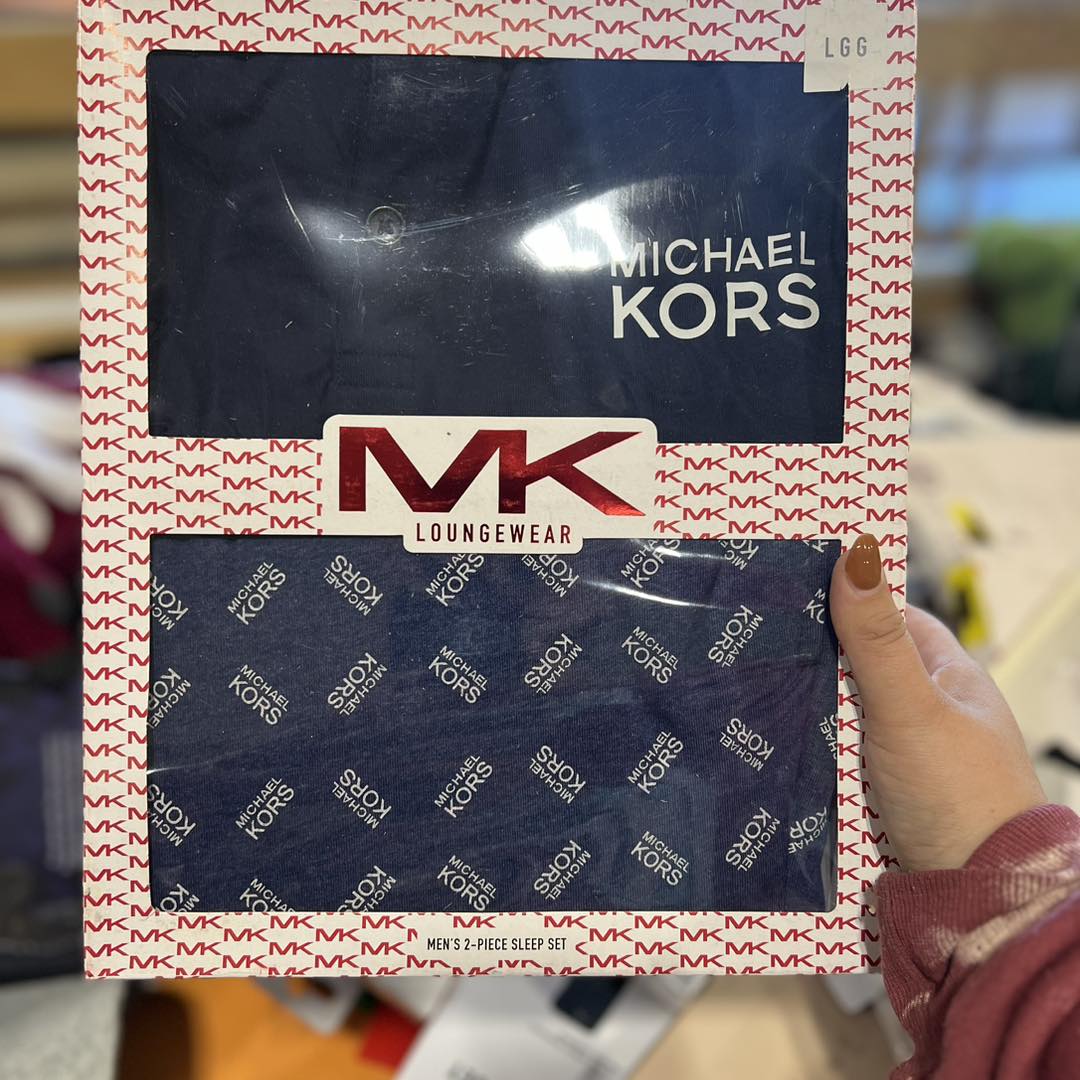 LGG
MICHAEL
KORS
MK
LOUNGEWEAR
MICHAEL
KORS
MEN'S 2-PIECE SLEEP SET